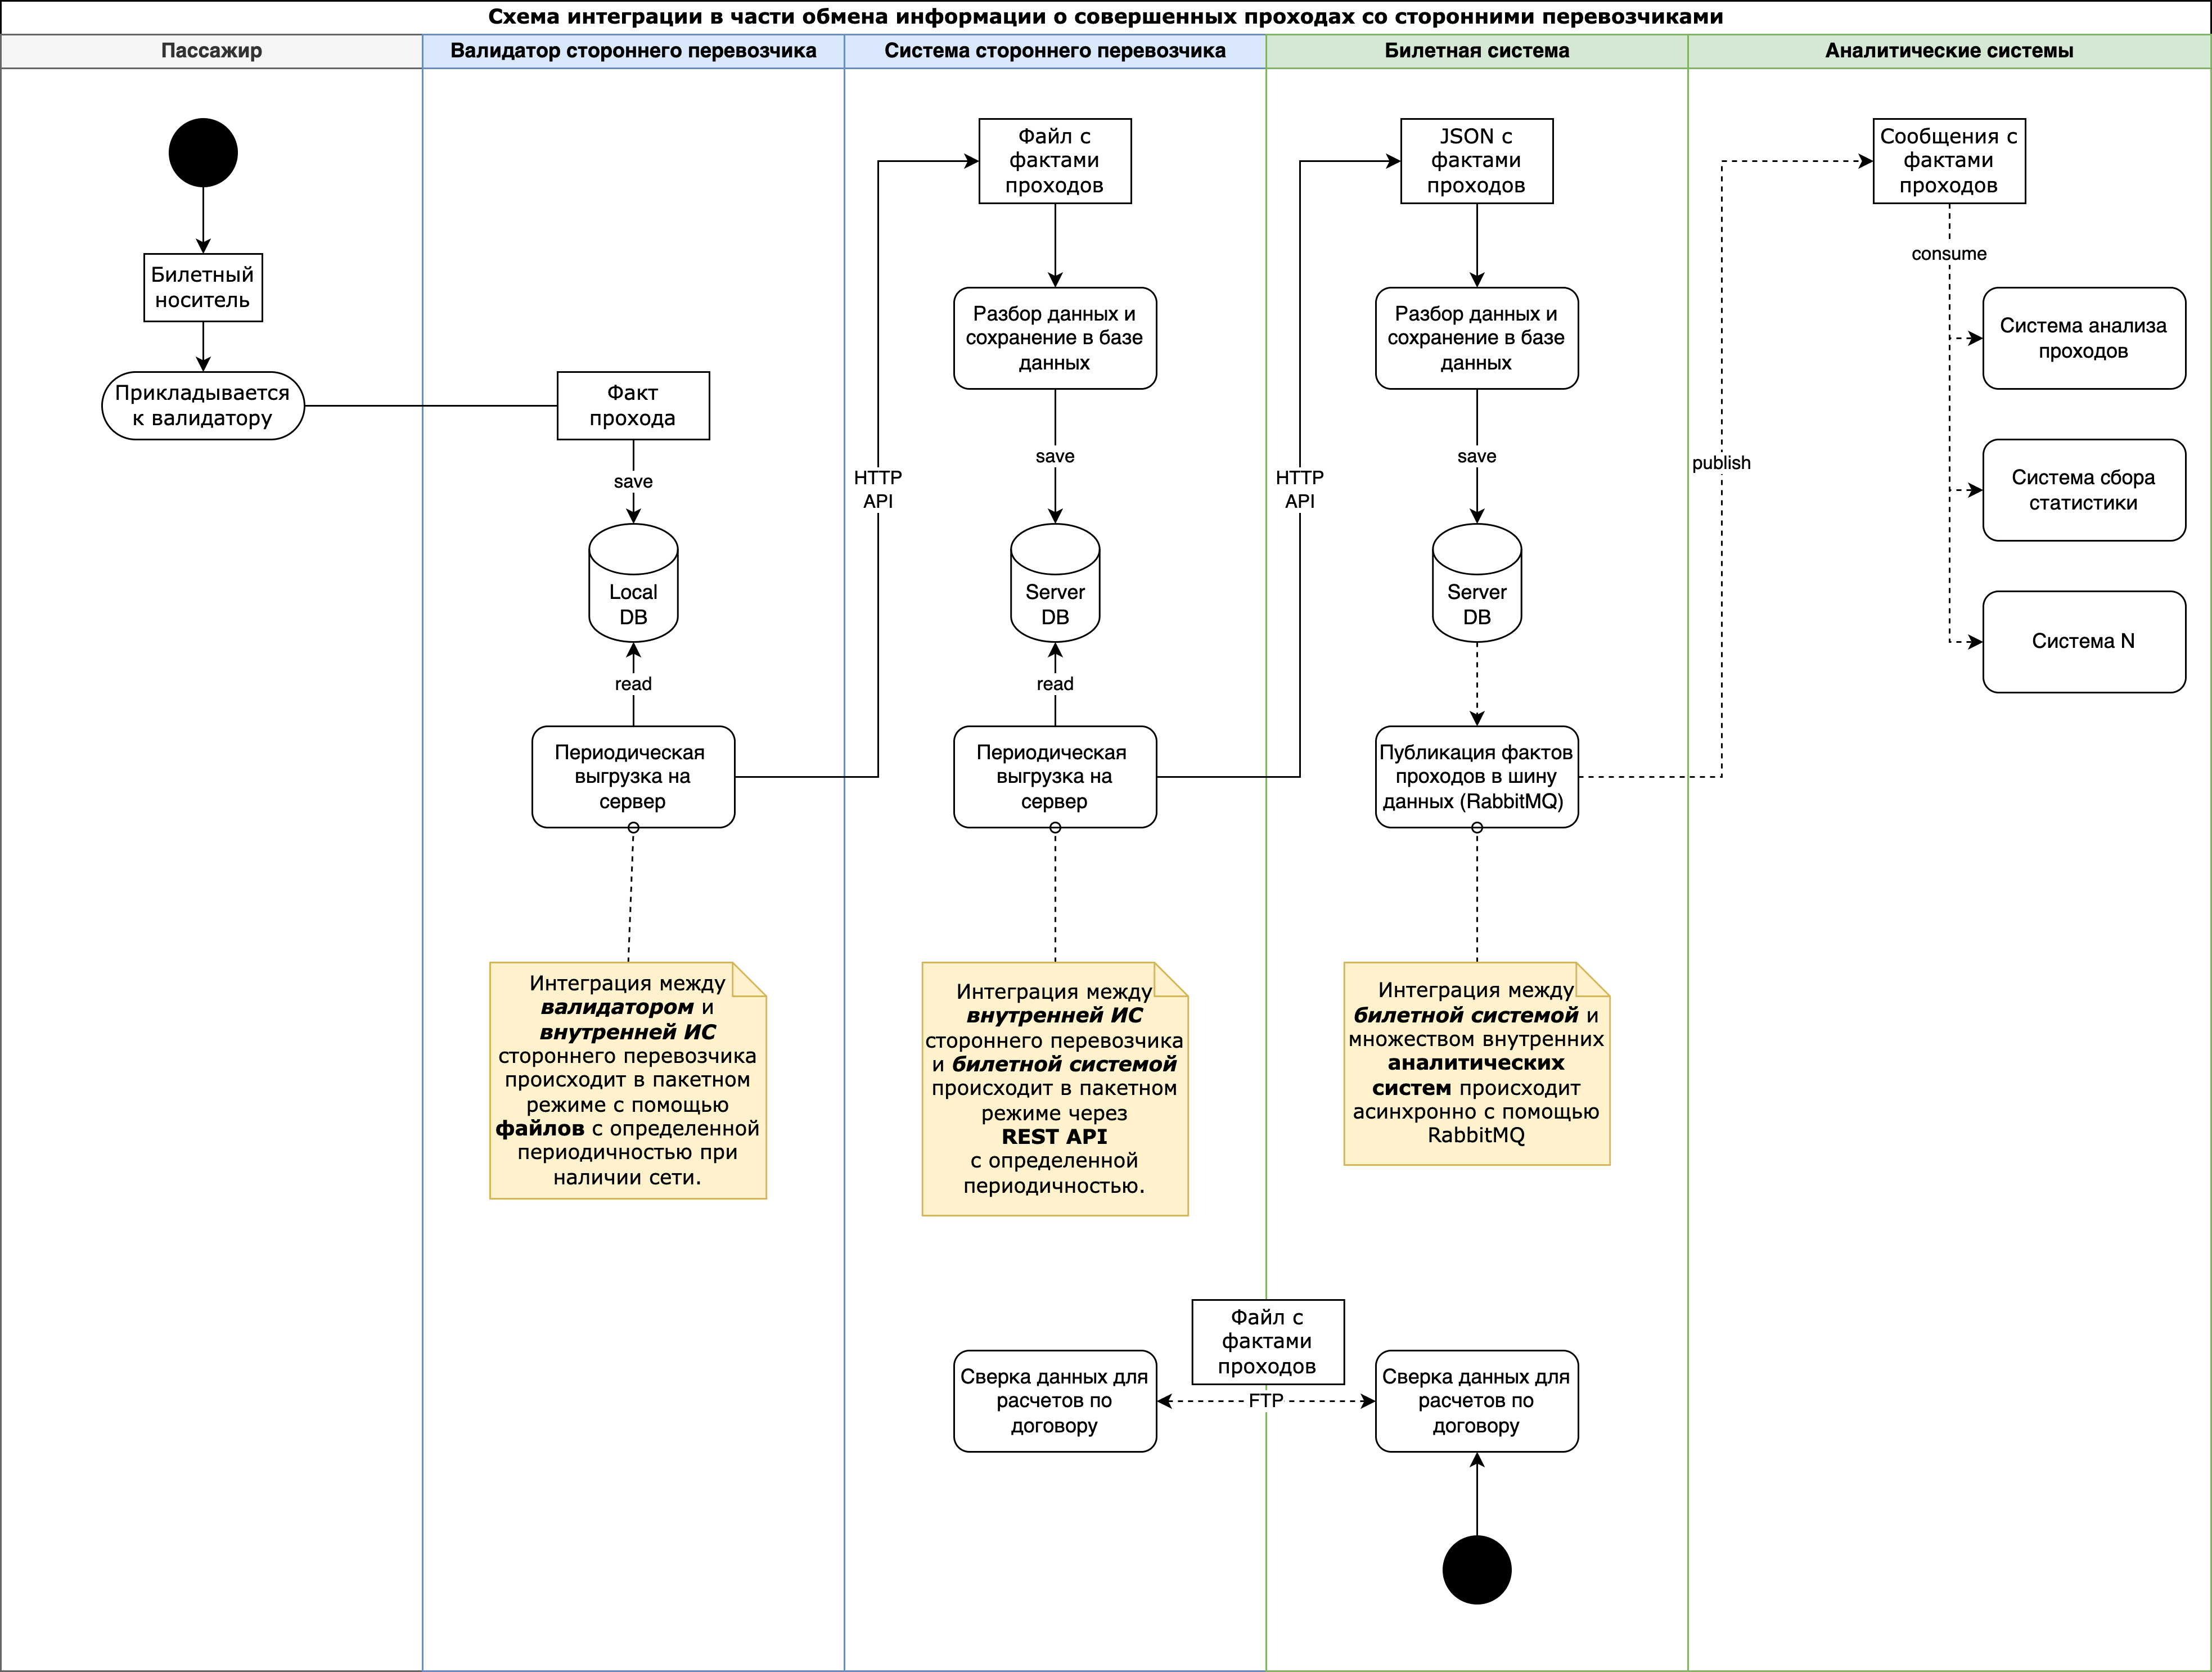 Схема интеграции в части обмена информации о совершенных проходах со сторонними перевозчиками
Пассажир
Валидатор стороннего перевозчика
Система стороннего перевозчика
Билетная система
Аналитические системы
Билетный
носитель
Прикладывается
к валидатору
Факт
прохода
save
Local
DB
read
Периодическая
выгрузка на
сервер
Интеграция между
валидатором и
внутренней ИС
стороннего перевозчика
происходит в пакетном
режиме с помощью
файлов с определенной
периодичностью при
наличии сети.
HTTP
API
Файл с
фактами
проходов
Разбор данных и
сохранение в базе
данных
save
Server
DB
read
Периодическая
выгрузка на
сервер
Интеграция между
внутренней ИС
стороннего перевозчика
и билетной системой
происходит в пакетном
режиме через
REST API
с определенной
периодичностью.
HTTP
API
JSON с
фактами
проходов
Разбор данных и
сохранение в базе
данных
save
Server
DB
Публикация фактов
проходов в шину
данных (RabbitMQ)
Интеграция между
билетной системой и
множеством внутренних
аналитических
систем происходит
асинхронно с помощью
RabbitMQ
publish
Сообщения с
фактами
проходов
consume
Система анализа
проходов
Система сбора
статистики
Система N
Файл с
фактами
проходов
Сверка данных для
расчетов по
договору
FTP
Сверка данных для
расчетов по
договору